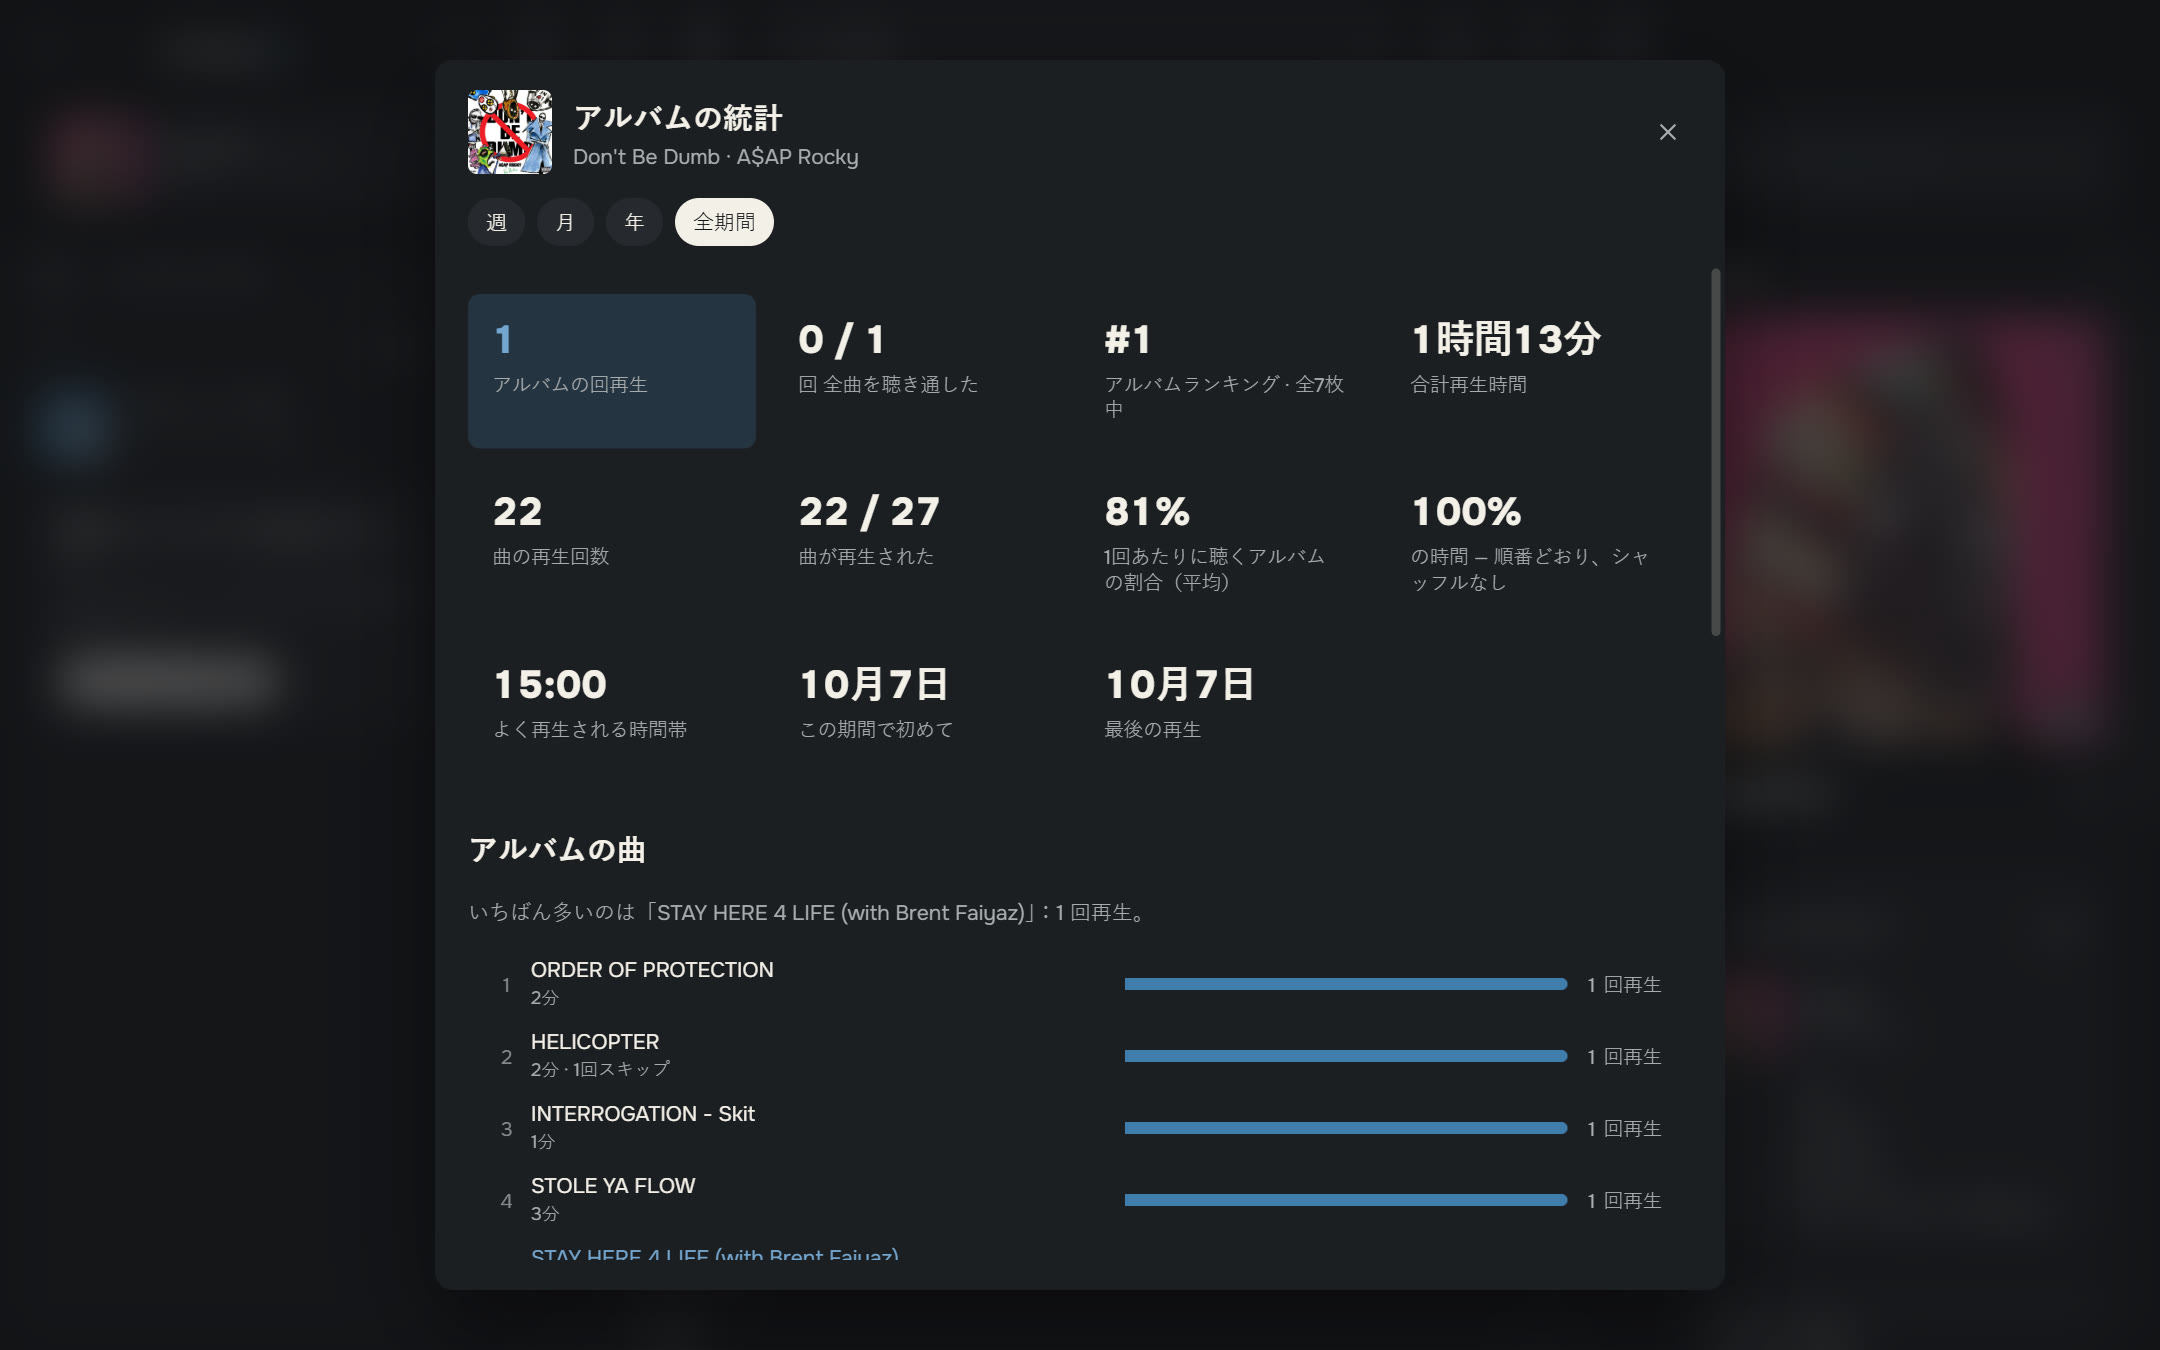 アルバムの統計
Don't Be Dumb · A$AP Rocky
週
月
年
全期間
1
アルバムの回再生
0 / 1
回 全曲を聴き通した
#1
アルバムランキング · 全7枚
中
1時間13分
合計再生時間
22
曲の再生回数
22 / 27
曲が再生された
81%
1回あたりに聴くアルバム
の割合（平均）
100%
の時間 — 順番どおり、シャ
ッフルなし
15:00
よく再生される時間帯
10月7日
この期間で初めて
10月7日
最後の再生
アルバムの曲
いちばん多いのは「STAY HERE 4 LIFE (with Brent Faiyaz)」：1 回再生。
1
ORDER OF PROTECTION
2分
1 回再生
2
HELICOPTER
2分 · 1回スキップ
1 回再生
3
INTERROGATION - Skit
1分
1 回再生
4
STOLE YA FLOW
3分
1 回再生
STAY HERE 4 LIFE (with Brent Faiyaz)